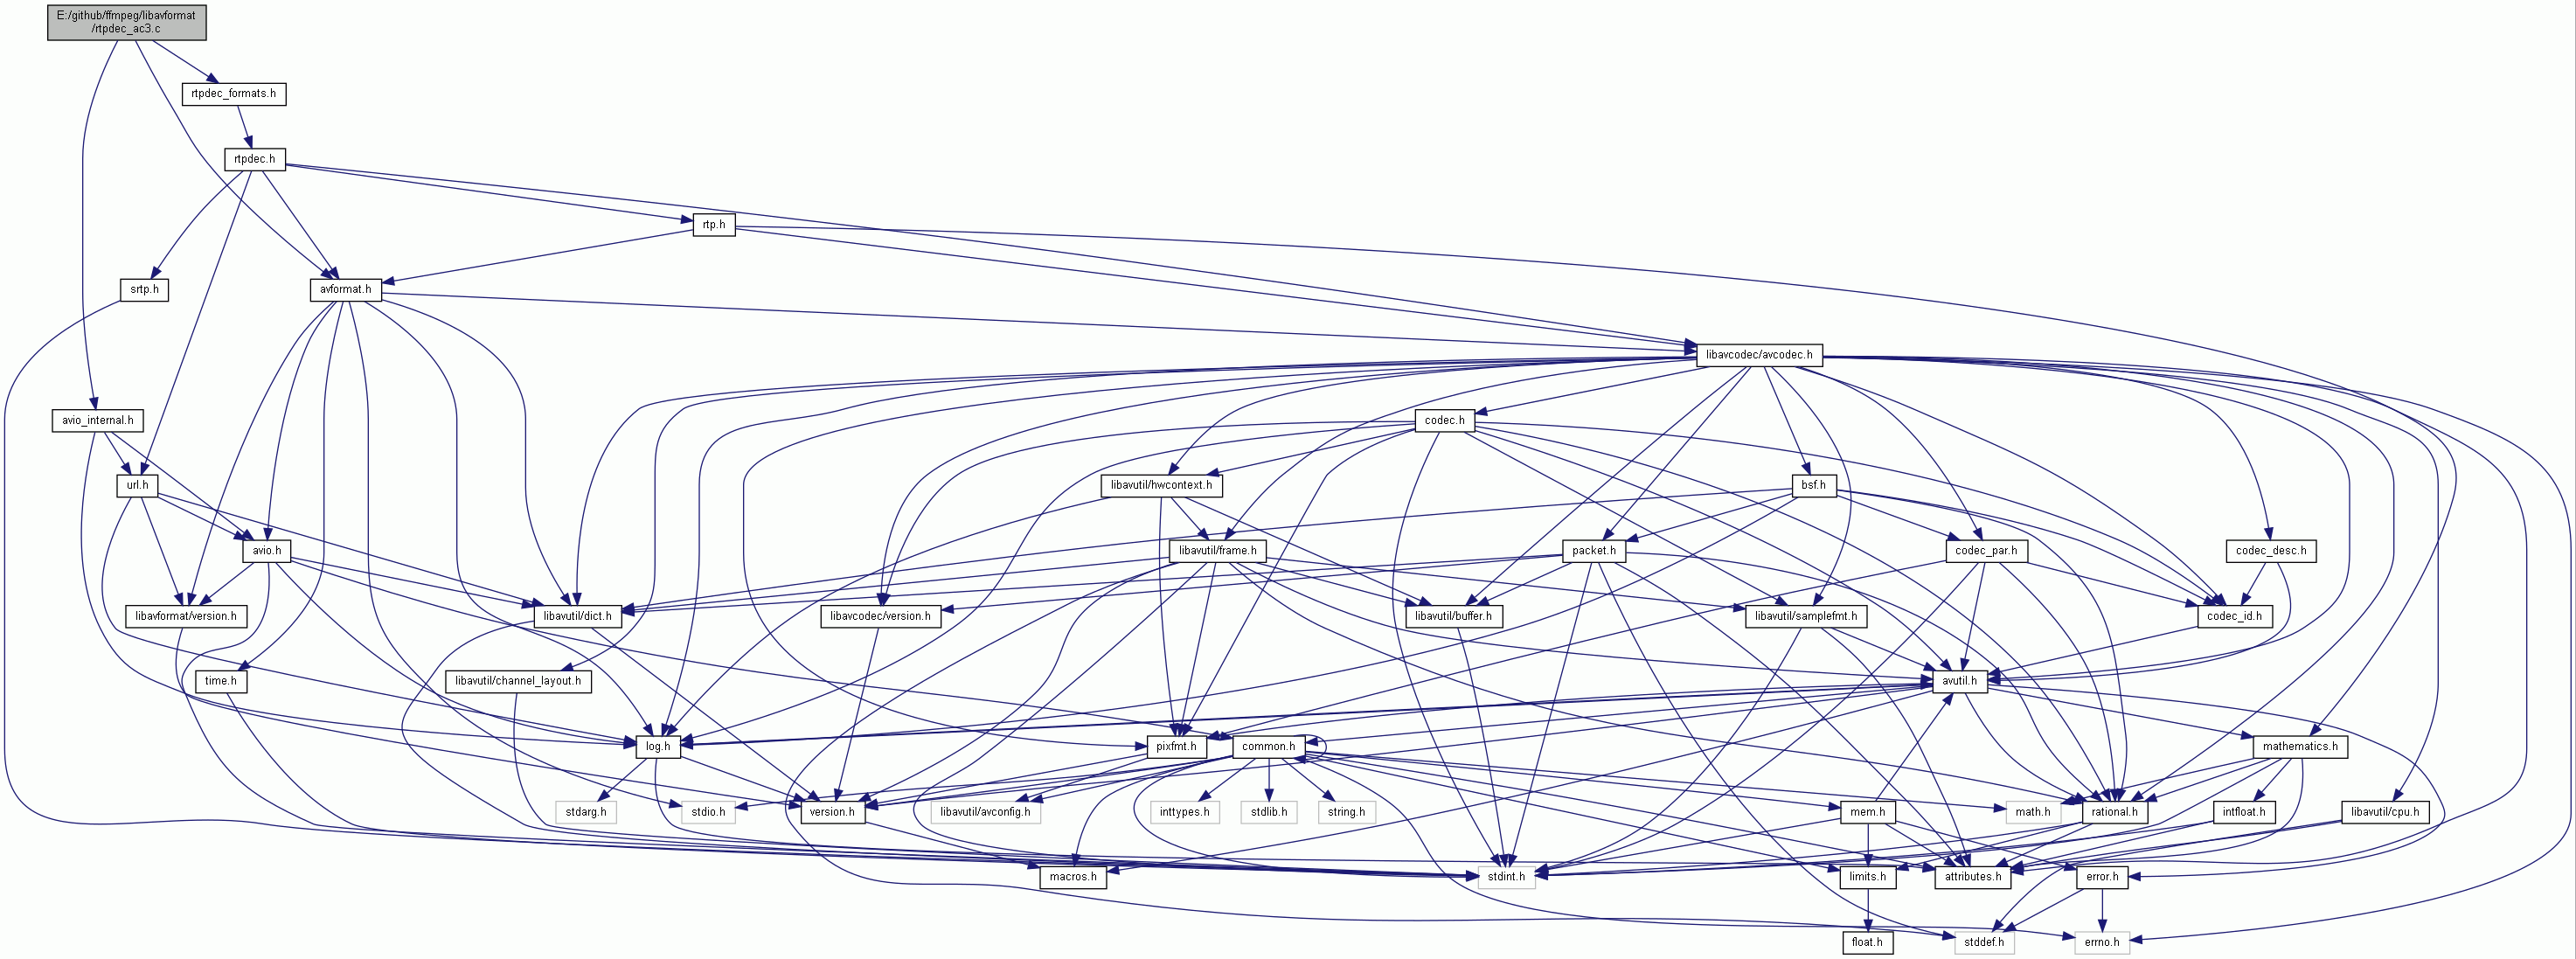 E:/github/ffmpeg/libavformat
/rtpdec_ac3.c
rtpdec_formats.h
rtpdec.h
rtp.h
srtp.h
avformat.h
libavcodec/avcodec.h
avio_internal.h
codec.h
url.h
libavutil/hwcontext.h
bsf.h
avio.h
libavutil/frame.h
packet.h
codec_par.h
codec_desc.h
libavformat/version.h
libavutil/dict.h
libavcodec/version.h
libavutil/buffer.h
libavutil/samplefmt.h
codec_id.h
time.h
libavutil/channel_layout.h
avutil.h
log.h
pixfmt.h
common.h
mathematics.h
stdarg.h
stdio.h
version.h
libavutil/avconfig.h
inttypes.h
stdlib.h
string.h
mem.h
math.h
rational.h
intfloat.h
libavutil/cpu.h
macros.h
stdint.h
limits.h
attributes.h
error.h
float.h
stddef.h
errno.h